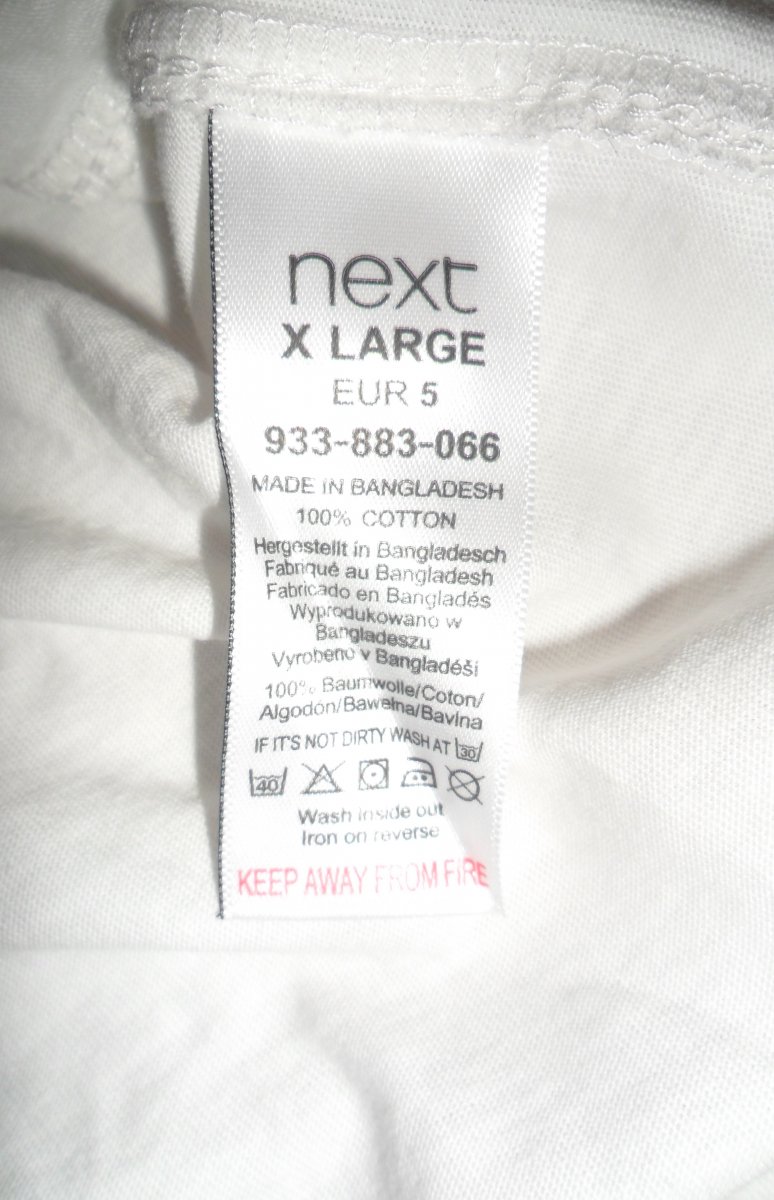 next
X LARGE
EUR 5
933-883-066
MADE IN BANGLADESH
100% COTTON
Hergestellt in Bangladesch
Fabriqué au Bangladesh
Fabricado en Bangladés
Wyprodukowano w
Bangladeszu
Vyrobeno v Bangladéši
100% Baumwolle/Coton/
Algodón/Bawełna/Bavlna
IF IT'S NOT DIRTY WASH AT 30
40
Wash inside out
Iron on reverse
KEEP AWAY FROM FIRE